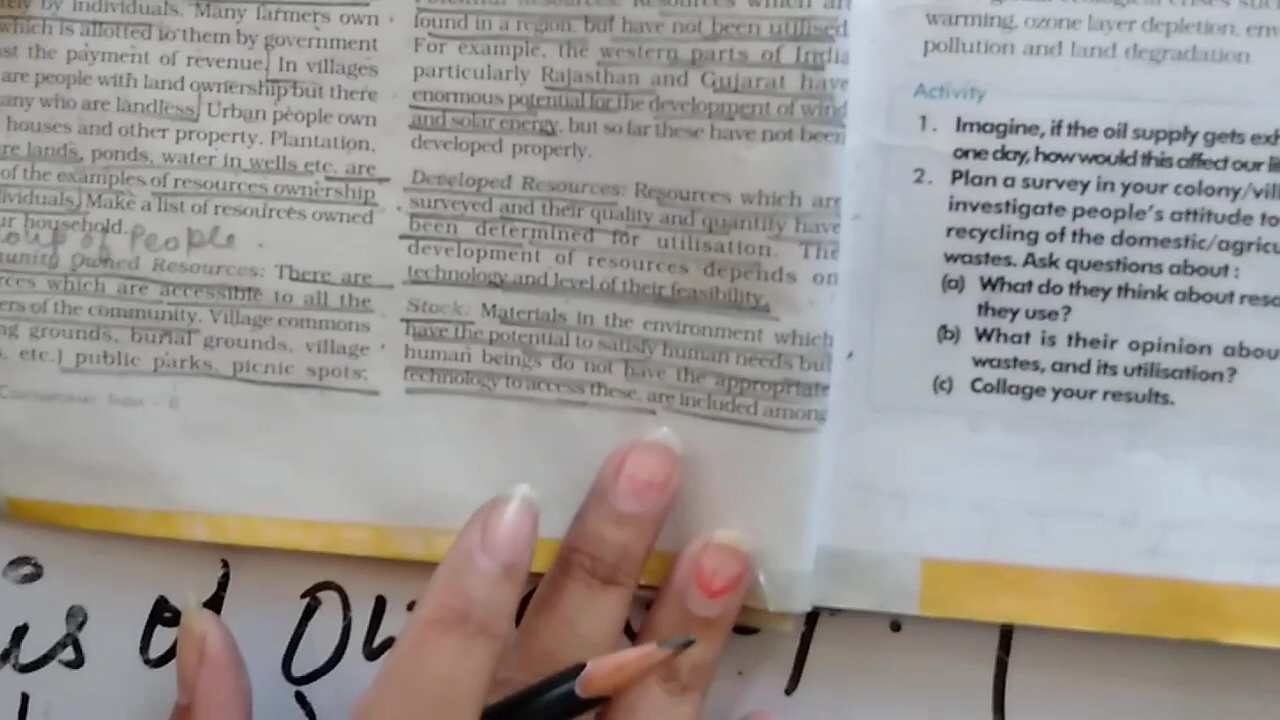 by individuals. Many farmers own
which is allotted to them by government
the payment of revenue. In villages
are people with land ownership but there
any who are landless. Urban people own
houses and other property. Plantation,
lands, ponds, water in wells etc. are
of the examples of resources ownership
Make a list of resources owned
household.
of People.
Owned Resources: There are
which are accessible to all the
of the community. Village commons
grounds, burial grounds, village
etc.) public parks, picnic spots,
found in a region, but have not been utilised.
For example, the western parts of India
particularly Rajasthan and Gujarat have
enormous potential for the development of wind
and solar energy, but so far these have not been
developed properly.
Developed Resources: Resources which are
surveyed and their quality and quantity have
been determined for utilisation. The
development of resources depends on
technology and level of their feasibility.
Stock: Materials in the environment which
have the potential to satisfy human needs but
human beings do not have the appropriate
technology to access these, are included among
warming, ozone layer depletion,
pollution and land degradation
Activity
1. Imagine, if the oil supply gets
one day, how would this affect our
2. Plan a survey in your colony/
investigate people's attitude
recycling of the domestic/
wastes. Ask questions about :
(a) What do they think about
they use?
(b) What is their opinion
wastes, and its utilisation?
(c) Collage your results.
is of